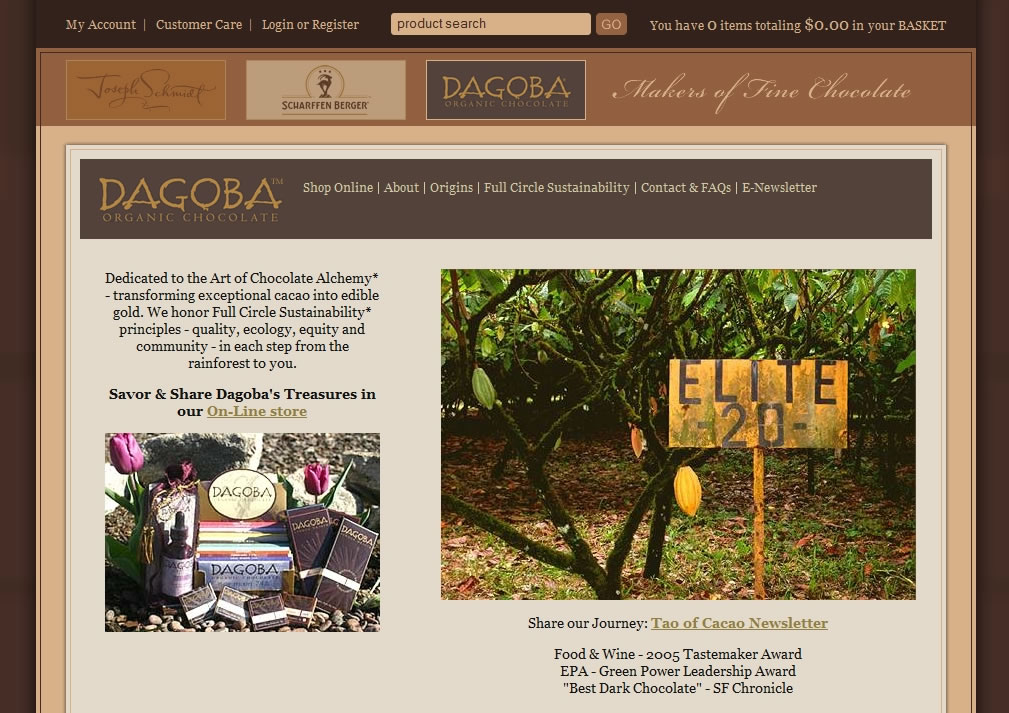 My Account | Customer Care | Login or Register
product search
GO
You have 0 items totaling $0.00 in your BASKET
Joseph Schmidt
SCHARFFEN BERGER
DAGOBA
ORGANIC CHOCOLATE
Makers of Fine Chocolate
DAGOBA™
ORGANIC CHOCOLATE
Shop Online | About | Origins | Full Circle Sustainability | Contact & FAQs | E-Newsletter
Dedicated to the Art of Chocolate Alchemy*
- transforming exceptional cacao into edible
gold. We honor Full Circle Sustainability*
principles - quality, ecology, equity and
community - in each step from the
rainforest to you.
Savor & Share Dagoba's Treasures in
our On-Line store
DAGOBA
DAGOBA
DAGOBA
DAGOBA
ORGANIC CHOCOLATE
ELITE
-20-
Share our Journey: Tao of Cacao Newsletter
Food & Wine - 2005 Tastemaker Award
EPA - Green Power Leadership Award
"Best Dark Chocolate" - SF Chronicle